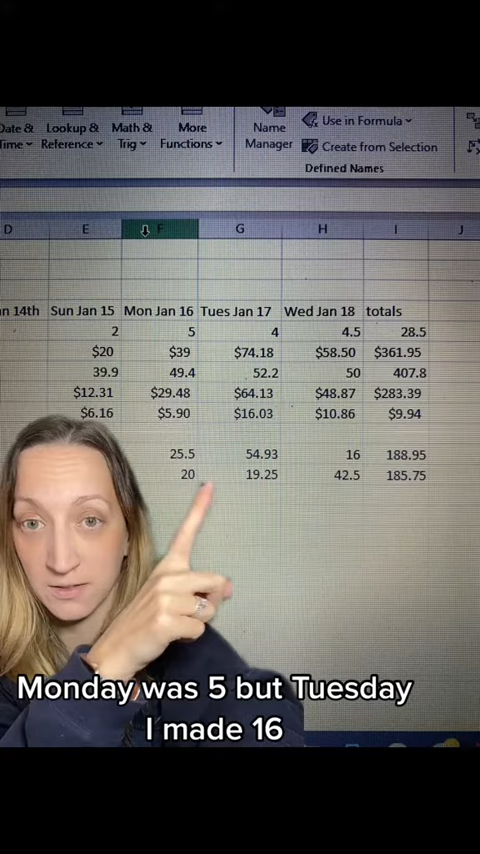 Date & Lookup & Math & More Name Use in Formula
Time Reference Trig Functions Manager Create from Selection
Defined Names
D E F G H I J
n 14th Sun Jan 15 Mon Jan 16 Tues Jan 17 Wed Jan 18 totals
2 5 4 4.5 28.5
$20 $39 $74.18 $58.50 $361.95
39.9 49.4 52.2 50 407.8
$12.31 $29.48 $64.13 $48.87 $283.39
$6.16 $5.90 $16.03 $10.86 $9.94
25.5 54.93 16 188.95
20 19.25 42.5 185.75
Monday was 5 but Tuesday
I made 16